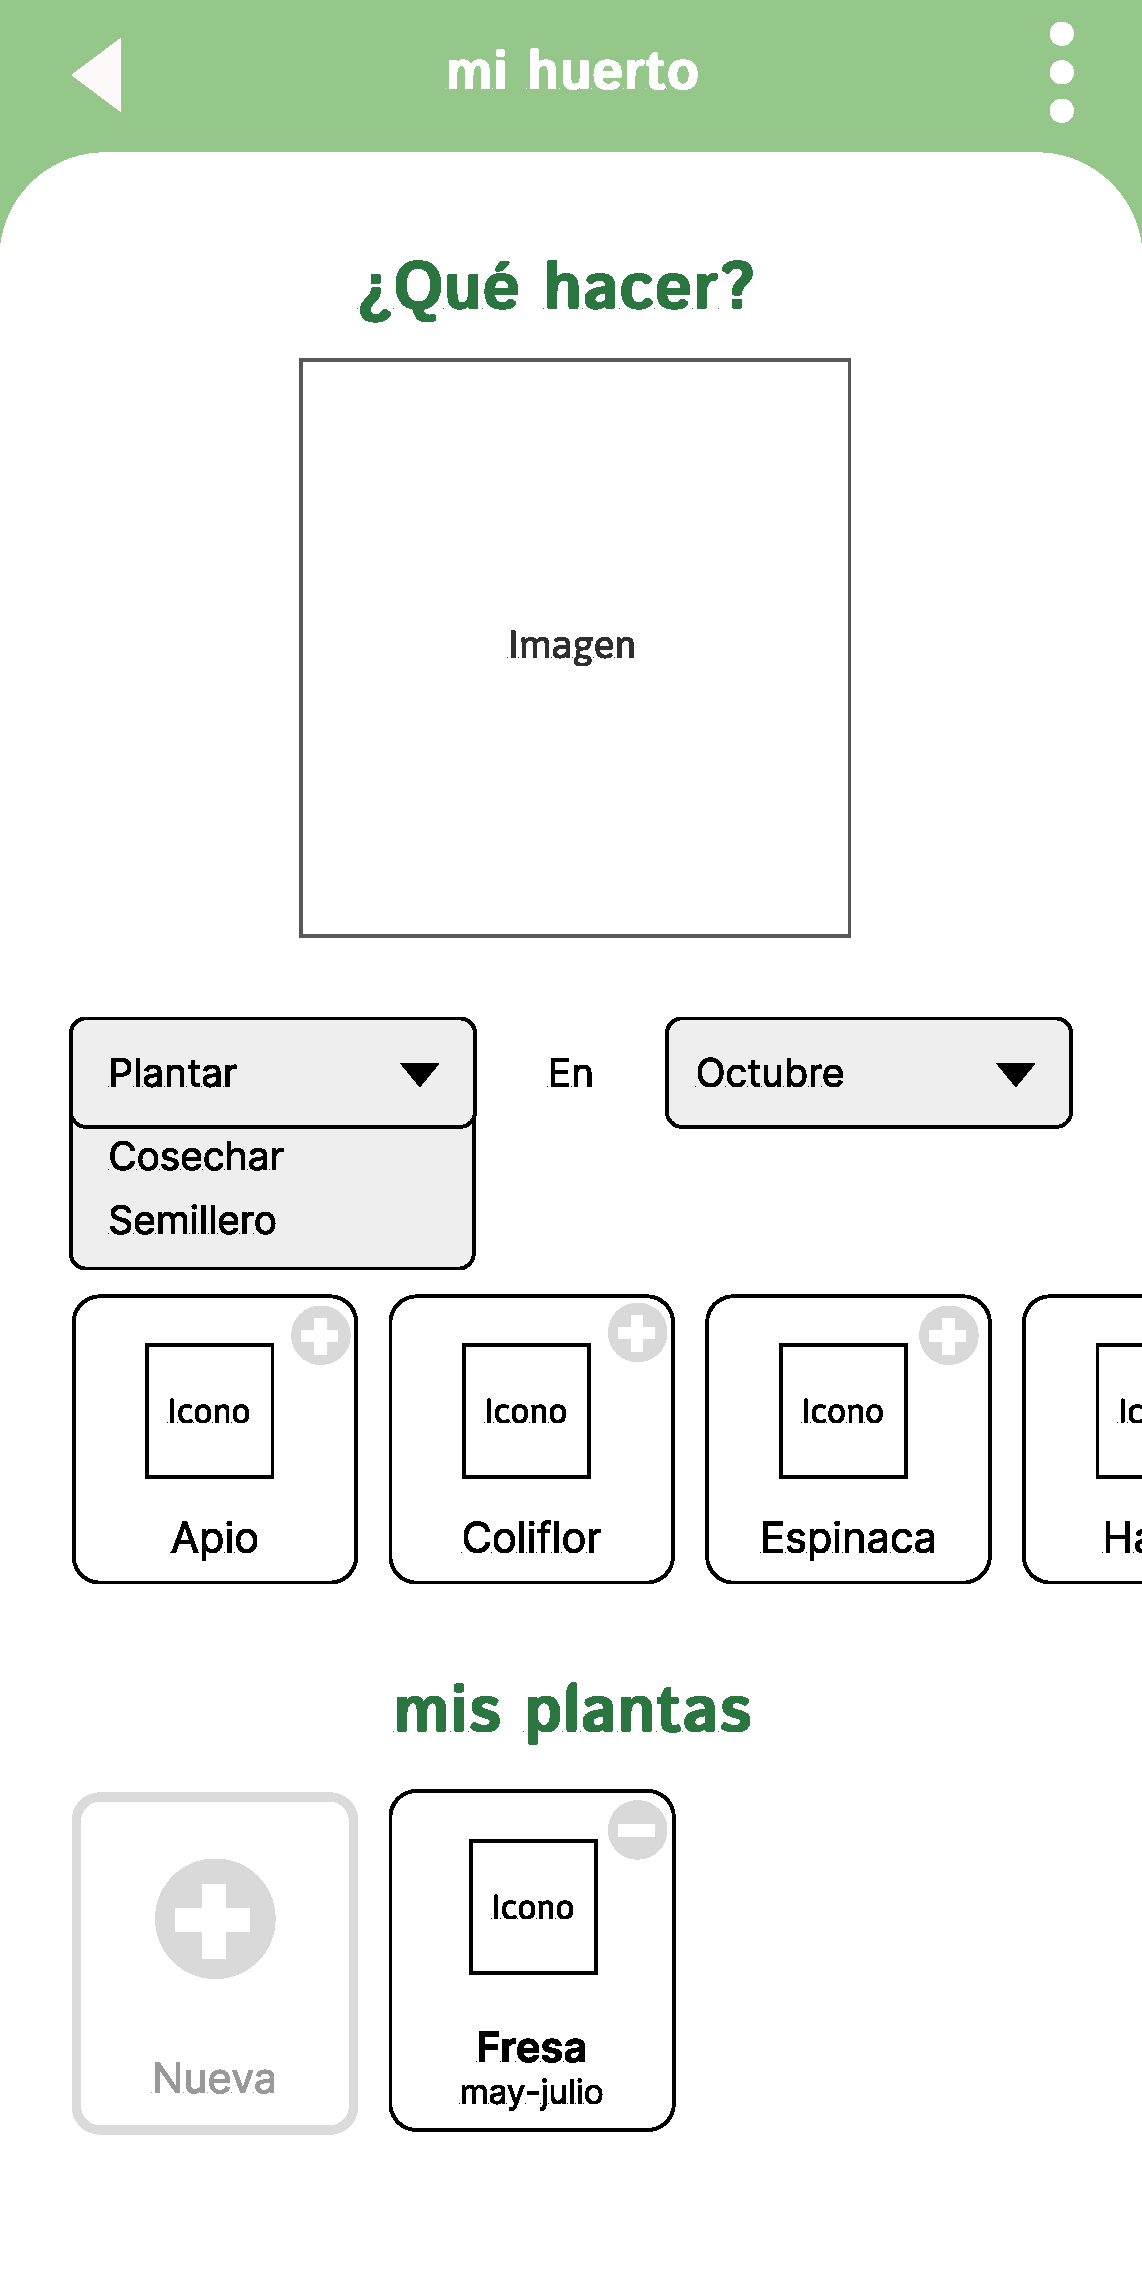 mi huerto
¿Qué hacer?
Imagen
Plantar
En
Octubre
Cosechar
Semillero
Icono
Icono
Icono
Ic
Apio
Coliflor
Espinaca
Ha
mis plantas
Icono
Nueva
Fresa
may-julio